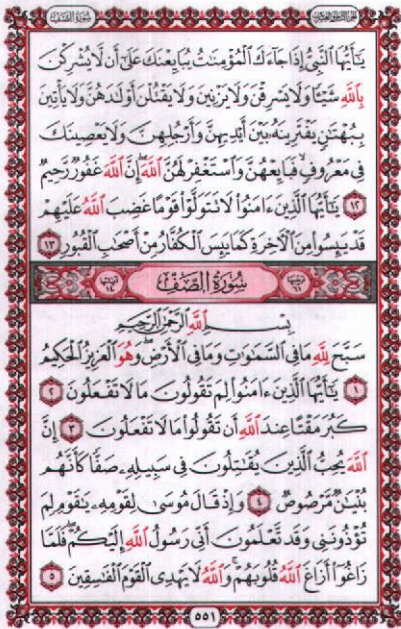 الجزء الثامن والعشرون سورة الصف
يَٰٓأَيُّهَا ٱلنَّبِيُّ إِذَا جَآءَكَ ٱلْمُؤْمِنَٰتُ يُبَايِعْنَكَ عَلَىٰٓ أَن لَّا يُشْرِكْنَ
بِٱللَّهِ شَيْـًٔا وَلَا يَسْرِقْنَ وَلَا يَزْنِينَ وَلَا يَقْتُلْنَ أَوْلَٰدَهُنَّ وَلَا يَأْتِينَ
بِبُهْتَٰنٍ يَفْتَرِينَهُۥ بَيْنَ أَيْدِيهِنَّ وَأَرْجُلِهِنَّ وَلَا يَعْصِينَكَ
فِى مَعْرُوفٍ فَبَايِعْهُنَّ وَٱسْتَغْفِرْ لَهُنَّ ٱللَّهَ إِنَّ ٱللَّهَ غَفُورٌ رَّحِيمٌ
١٢ يَٰٓأَيُّهَا ٱلَّذِينَ ءَامَنُوا۟ لَا تَتَوَلَّوْا۟ قَوْمًا غَضِبَ ٱللَّهُ عَلَيْهِمْ
قَدْ يَئِسُوا۟ مِنَ ٱلْءَاخِرَةِ كَمَا يَئِسَ ٱلْكُفَّارُ مِنْ أَصْحَٰبِ ٱلْقُبُورِ ١٣
سُورَةُ الصَّفِّ
بِسْمِ ٱللَّهِ ٱلرَّحْمَٰنِ ٱلرَّحِيمِ
سَبَّحَ لِلَّهِ مَا فِى ٱلسَّمَٰوَٰتِ وَمَا فِى ٱلْأَرْضِ وَهُوَ ٱلْعَزِيزُ ٱلْحَكِيمُ
١ يَٰٓأَيُّهَا ٱلَّذِينَ ءَامَنُوا۟ لِمَ تَقُولُونَ مَا لَا تَفْعَلُونَ ٢
كَبُرَ مَقْتًا عِندَ ٱللَّهِ أَن تَقُولُوا۟ مَا لَا تَفْعَلُونَ ٣ إِنَّ
ٱللَّهَ يُحِبُّ ٱلَّذِينَ يُقَٰتِلُونَ فِى سَبِيلِهِۦ صَفًّا كَأَنَّهُم
بُنْيَٰنٌ مَّرْصُوصٌ ٤ وَإِذْ قَالَ مُوسَىٰ لِقَوْمِهِۦ يَٰقَوْمِ لِمَ
تُؤْذُونَنِى وَقَد تَّعْلَمُونَ أَنِّى رَسُولُ ٱللَّهِ إِلَيْكُمْ فَلَمَّا
زَاغُوٓا۟ أَزَاغَ ٱللَّهُ قُلُوبَهُمْ وَٱللَّهُ لَا يَهْدِى ٱلْقَوْمَ ٱلْفَٰسِقِينَ ٥
٥٥١